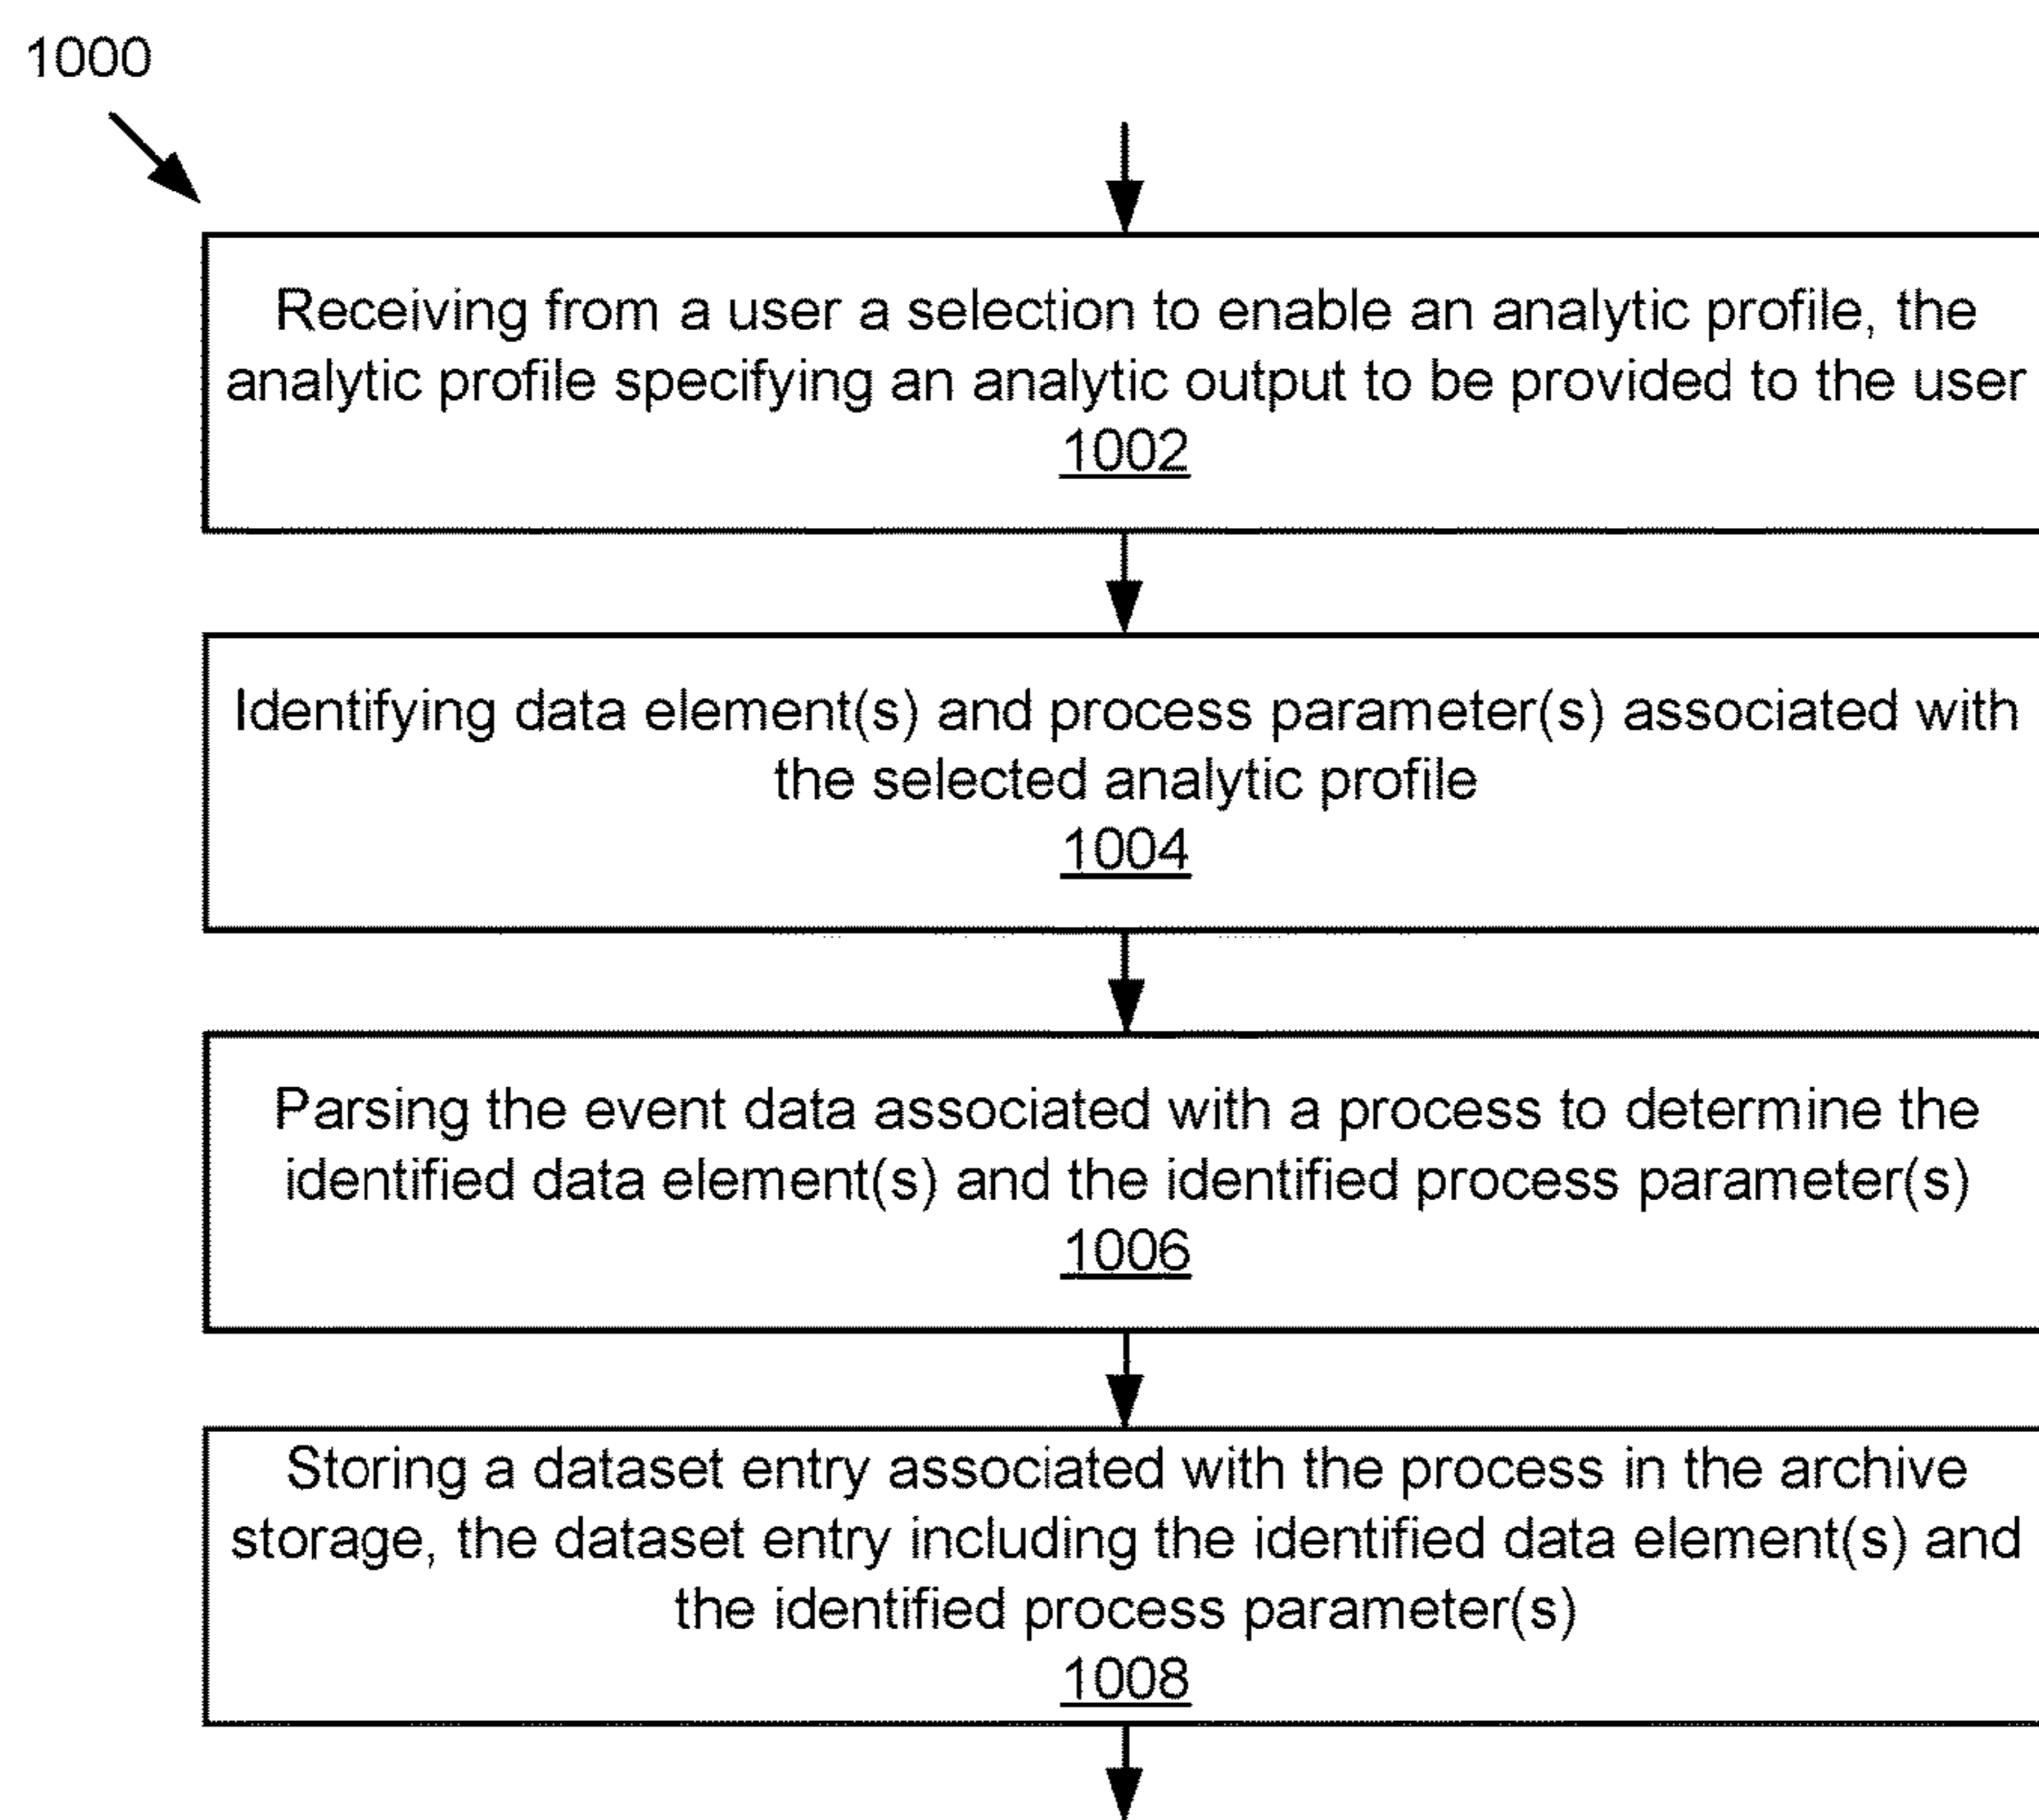 1000
Receiving from a user a selection to enable an analytic profile, the
analytic profile specifying an analytic output to be provided to the user
1002
Identifying data element(s) and process parameter(s) associated with
the selected analytic profile
1004
Parsing the event data associated with a process to determine the
identified data element(s) and the identified process parameter(s)
1006
Storing a dataset entry associated with the process in the archive
storage, the dataset entry including the identified data element(s) and
the identified process parameter(s)
1008